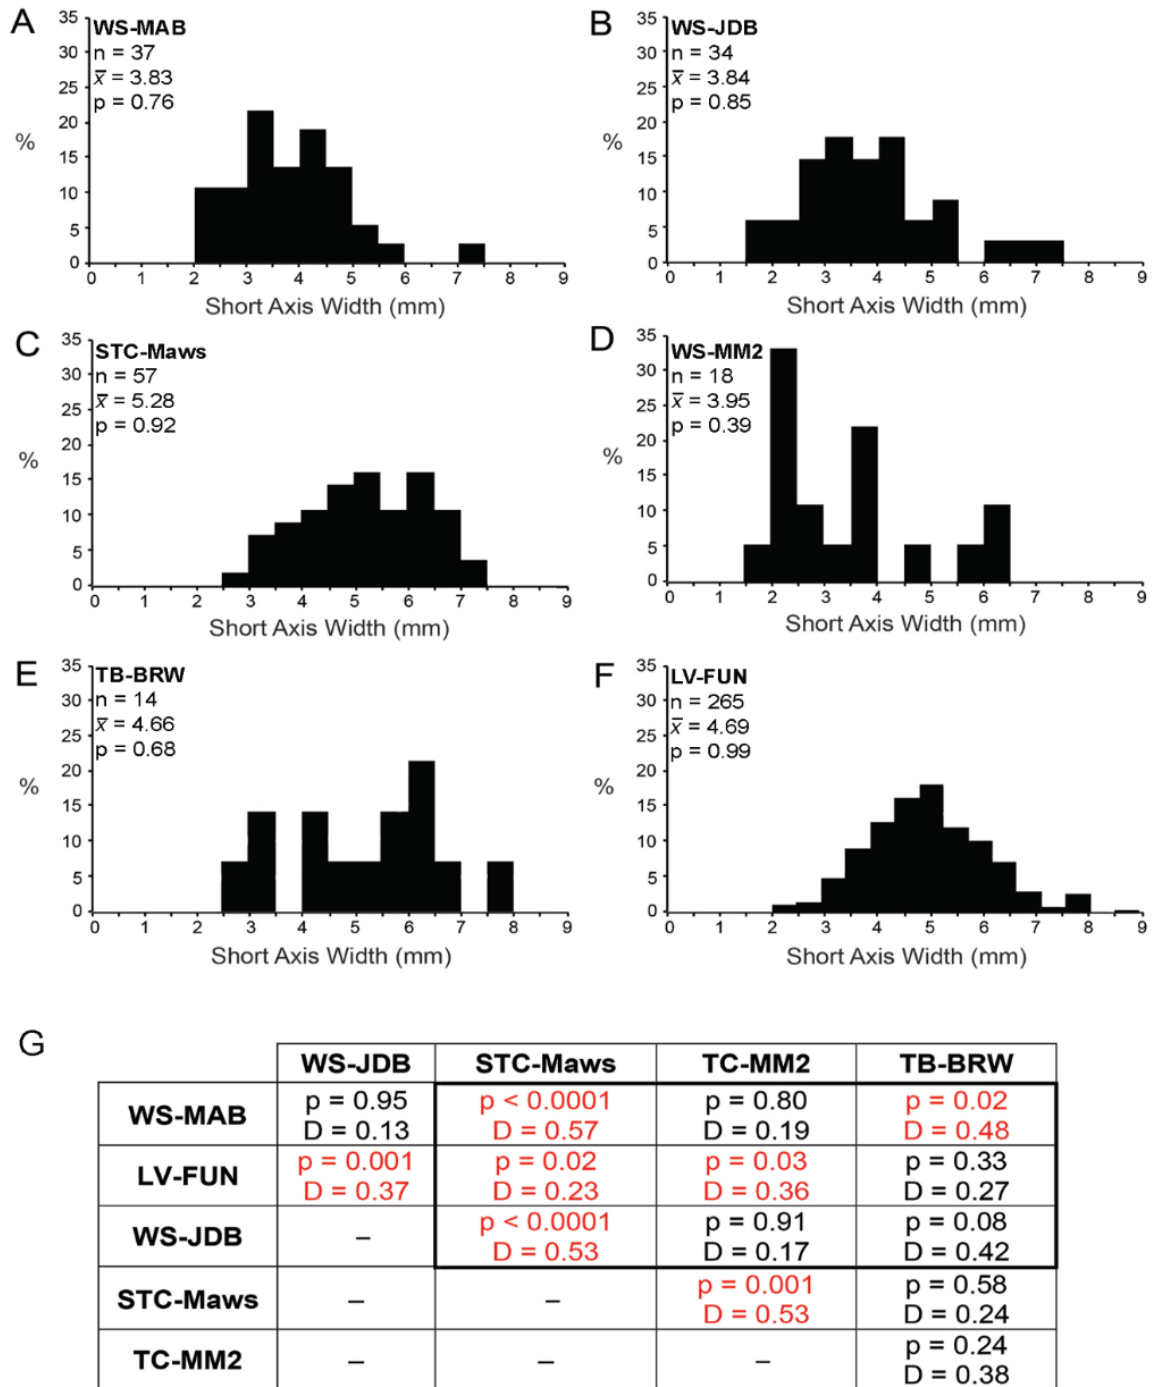 A
WS-MAB
n = 37
x̅ = 3.83
p = 0.76
35
30
25
20
15
10
5
0
%
0 1 2 3 4 5 6 7 8 9
Short Axis Width (mm)
B
WS-JDB
n = 34
x̅ = 3.84
p = 0.85
35
30
25
20
15
10
5
0
%
0 1 2 3 4 5 6 7 8 9
Short Axis Width (mm)
C
STC-Maws
n = 57
x̅ = 5.28
p = 0.92
35
30
25
20
15
10
5
0
%
0 1 2 3 4 5 6 7 8 9
Short Axis Width (mm)
D
WS-MM2
n = 18
x̅ = 3.95
p = 0.39
35
30
25
20
15
10
5
0
%
0 1 2 3 4 5 6 7 8 9
Short Axis Width (mm)
E
TB-BRW
n = 14
x̅ = 4.66
p = 0.68
35
30
25
20
15
10
5
0
%
0 1 2 3 4 5 6 7 8 9
Short Axis Width (mm)
F
LV-FUN
n = 265
x̅ = 4.69
p = 0.99
35
30
25
20
15
10
5
0
%
0 1 2 3 4 5 6 7 8 9
Short Axis Width (mm)
G
WS-JDB STC-Maws TC-MM2 TB-BRW
WS-MAB
p = 0.95 p < 0.0001 p = 0.80 p = 0.02
D = 0.13 D = 0.57 D = 0.19 D = 0.48
LV-FUN
p = 0.001 p = 0.02 p = 0.03 p = 0.33
D = 0.37 D = 0.23 D = 0.36 D = 0.27
WS-JDB
– p < 0.0001 p = 0.91 p = 0.08
D = 0.53 D = 0.17 D = 0.42
STC-Maws
– – p = 0.001 p = 0.58
D = 0.53 D = 0.24
TC-MM2
– – – p = 0.24
D = 0.38